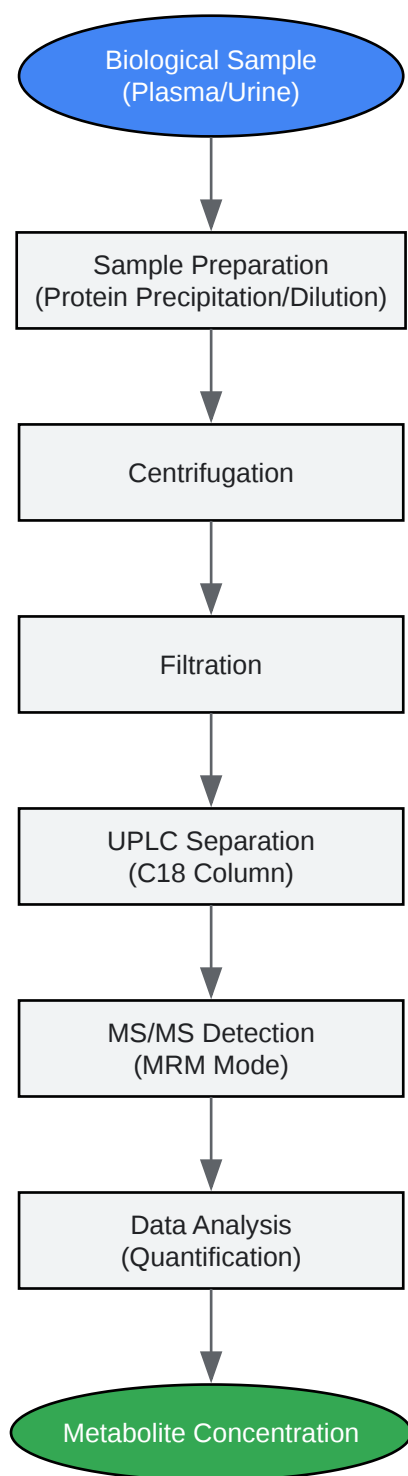 Biological Sample
(Plasma/Urine)
Sample Preparation
(Protein Precipitation/Dilution)
Centrifugation
Filtration
UPLC Separation
(C18 Column)
MS/MS Detection
(MRM Mode)
Data Analysis
(Quantification)
Metabolite Concentration